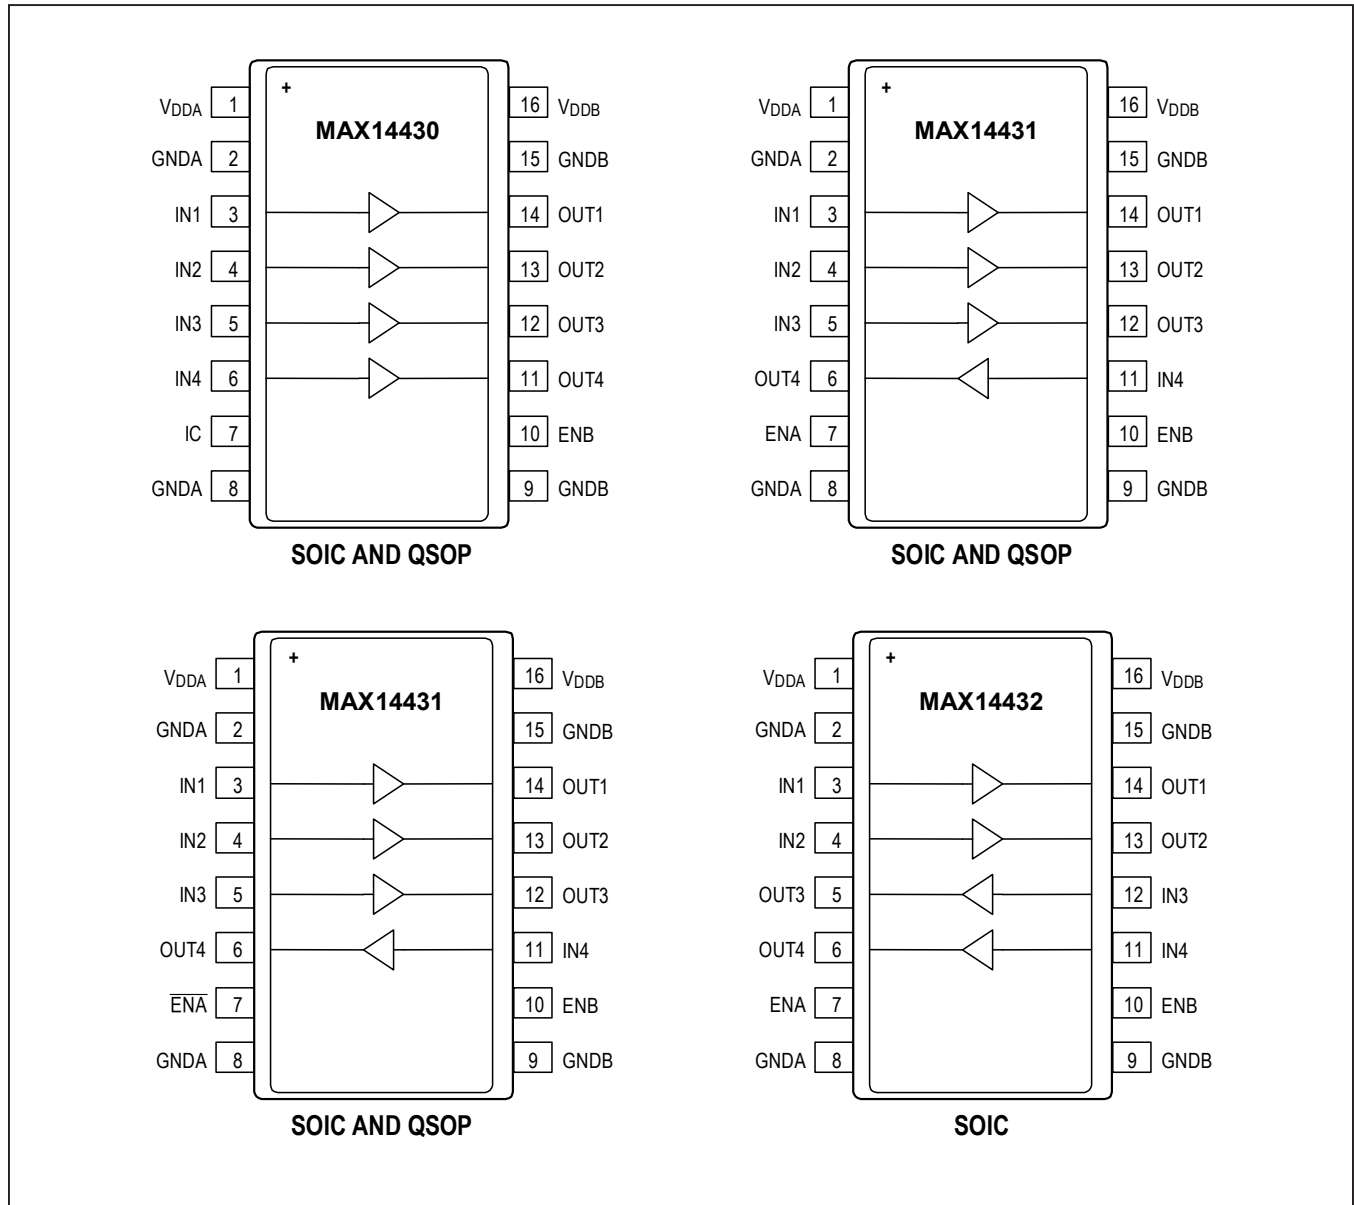 +
MAX14430
VDDA 1
16 VDDB
GNDA 2
15 GNDB
IN1 3
14 OUT1
IN2 4
13 OUT2
IN3 5
12 OUT3
IN4 6
11 OUT4
IC 7
10 ENB
GNDA 8
9 GNDB
SOIC AND QSOP
+
MAX14431
VDDA 1
16 VDDB
GNDA 2
15 GNDB
IN1 3
14 OUT1
IN2 4
13 OUT2
IN3 5
12 OUT3
OUT4 6
11 IN4
ENA 7
10 ENB
GNDA 8
9 GNDB
SOIC AND QSOP
+
MAX14431
VDDA 1
16 VDDB
GNDA 2
15 GNDB
IN1 3
14 OUT1
IN2 4
13 OUT2
IN3 5
12 OUT3
OUT4 6
11 IN4
E̅N̅A̅ 7
10 ENB
GNDA 8
9 GNDB
SOIC AND QSOP
+
MAX14432
VDDA 1
16 VDDB
GNDA 2
15 GNDB
IN1 3
14 OUT1
IN2 4
13 OUT2
OUT3 5
12 IN3
OUT4 6
11 IN4
ENA 7
10 ENB
GNDA 8
9 GNDB
SOIC